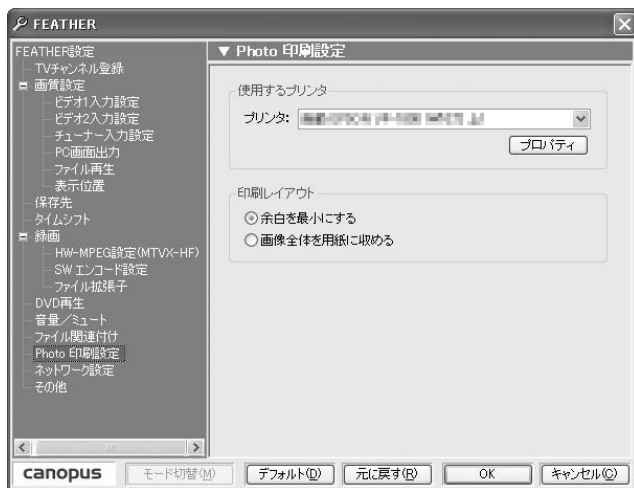 FEATHER
FEATHER設定
TVチャンネル登録
画質設定
ビデオ1入力設定
ビデオ2入力設定
チューナー入力設定
PC画面出力
ファイル再生
表示位置
保存先
タイムシフト
録画
HW-MPEG設定(MTVX-HF)
SW エンコード設定
ファイル拡張子
DVD再生
音量/ミュート
ファイル関連付け
Photo 印刷設定
ネットワーク設定
その他
▼ Photo 印刷設定
使用するプリンタ
プリンタ:
プロパティ
印刷レイアウト
余白を最小にする
画像全体を用紙に収める
canopus
モード切替(M)
デフォルト(D)
元に戻す(R)
OK
キャンセル(C)